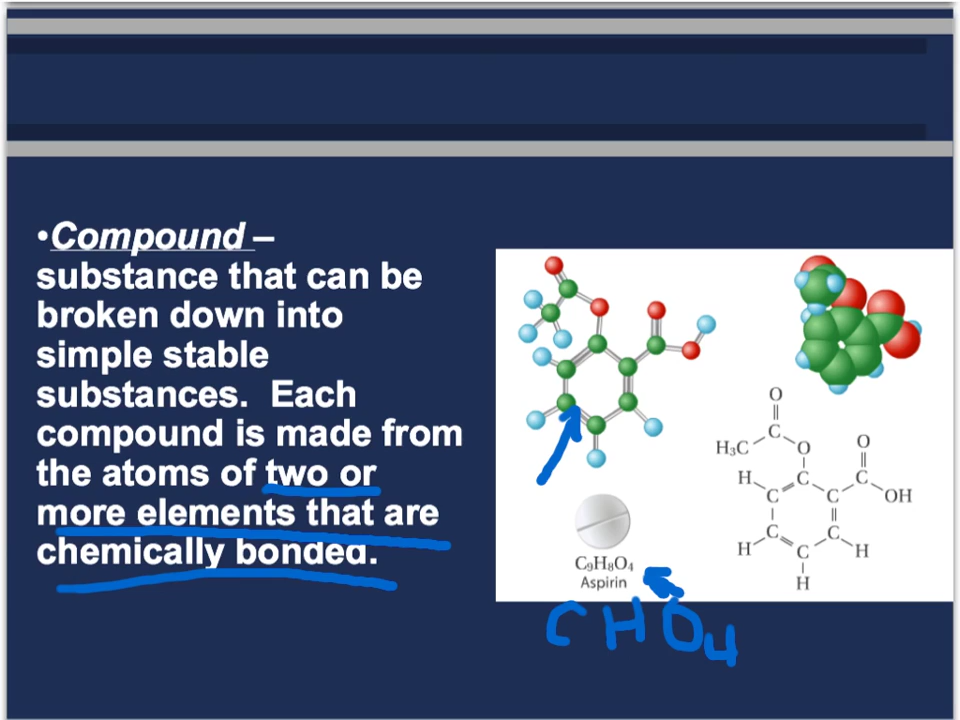 •Compound –
substance that can be
broken down into
simple stable
substances. Each
compound is made from
the atoms of two or
more elements that are
chemically bonded.
O
C
H₃C
O
O
H
C
C
C
OH
C
C
C
C
H
C
H
H
C₉H₈O₄
Aspirin
CHO₄